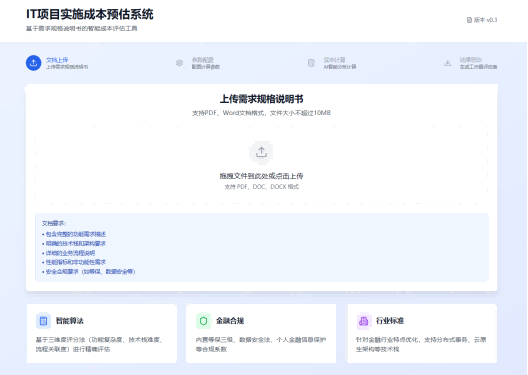 IT项目实施成本预估系统
基于需求规格说明书的智能成本评估工具
版本 v0.3
文档上传
上传需求规格说明书
参数配置
配置计算参数
成本计算
AI智能分析计算
结果导出
生成工作量评估表
上传需求规格说明书
支持PDF、Word文档格式，文件大小不超过10MB
拖拽文件到此处或点击上传
支持 PDF、DOC、DOCX 格式
文档要求：
• 包含完整的功能需求描述
• 明确的技术栈和架构要求
• 详细的业务流程说明
• 性能指标和非功能性需求
• 安全合规要求（如等保、数据安全等）
智能算法
基于三维度评分法（功能复杂度、技术栈难度、
流程关联度）进行精确评估
金融合规
内置等保三级、数据安全法、个人金融信息保护
等合规系数
行业标准
针对金融行业特点优化，支持分布式事务、云原
生架构等技术栈